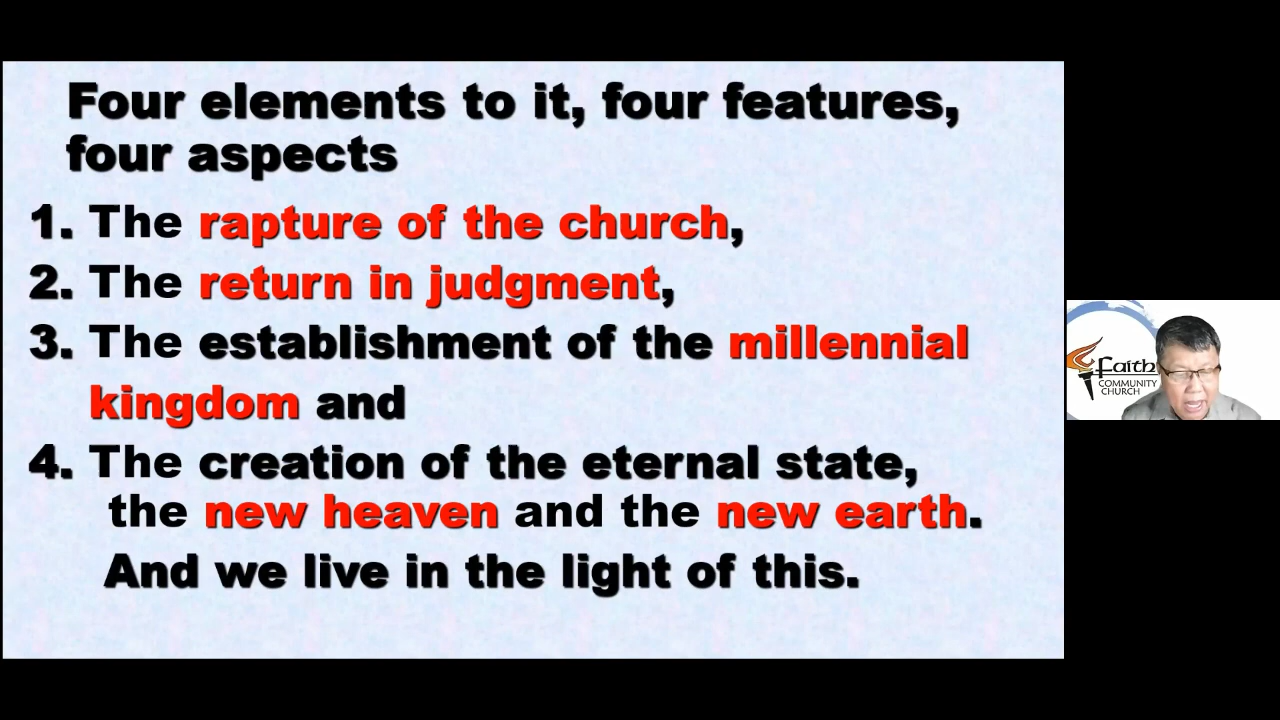 Four elements to it, four features,
four aspects
1. The rapture of the church,
2. The return in judgment,
3. The establishment of the millennial
kingdom and
4. The creation of the eternal state,
the new heaven and the new earth.
And we live in the light of this.
Faith
COMMUNITY
CHURCH